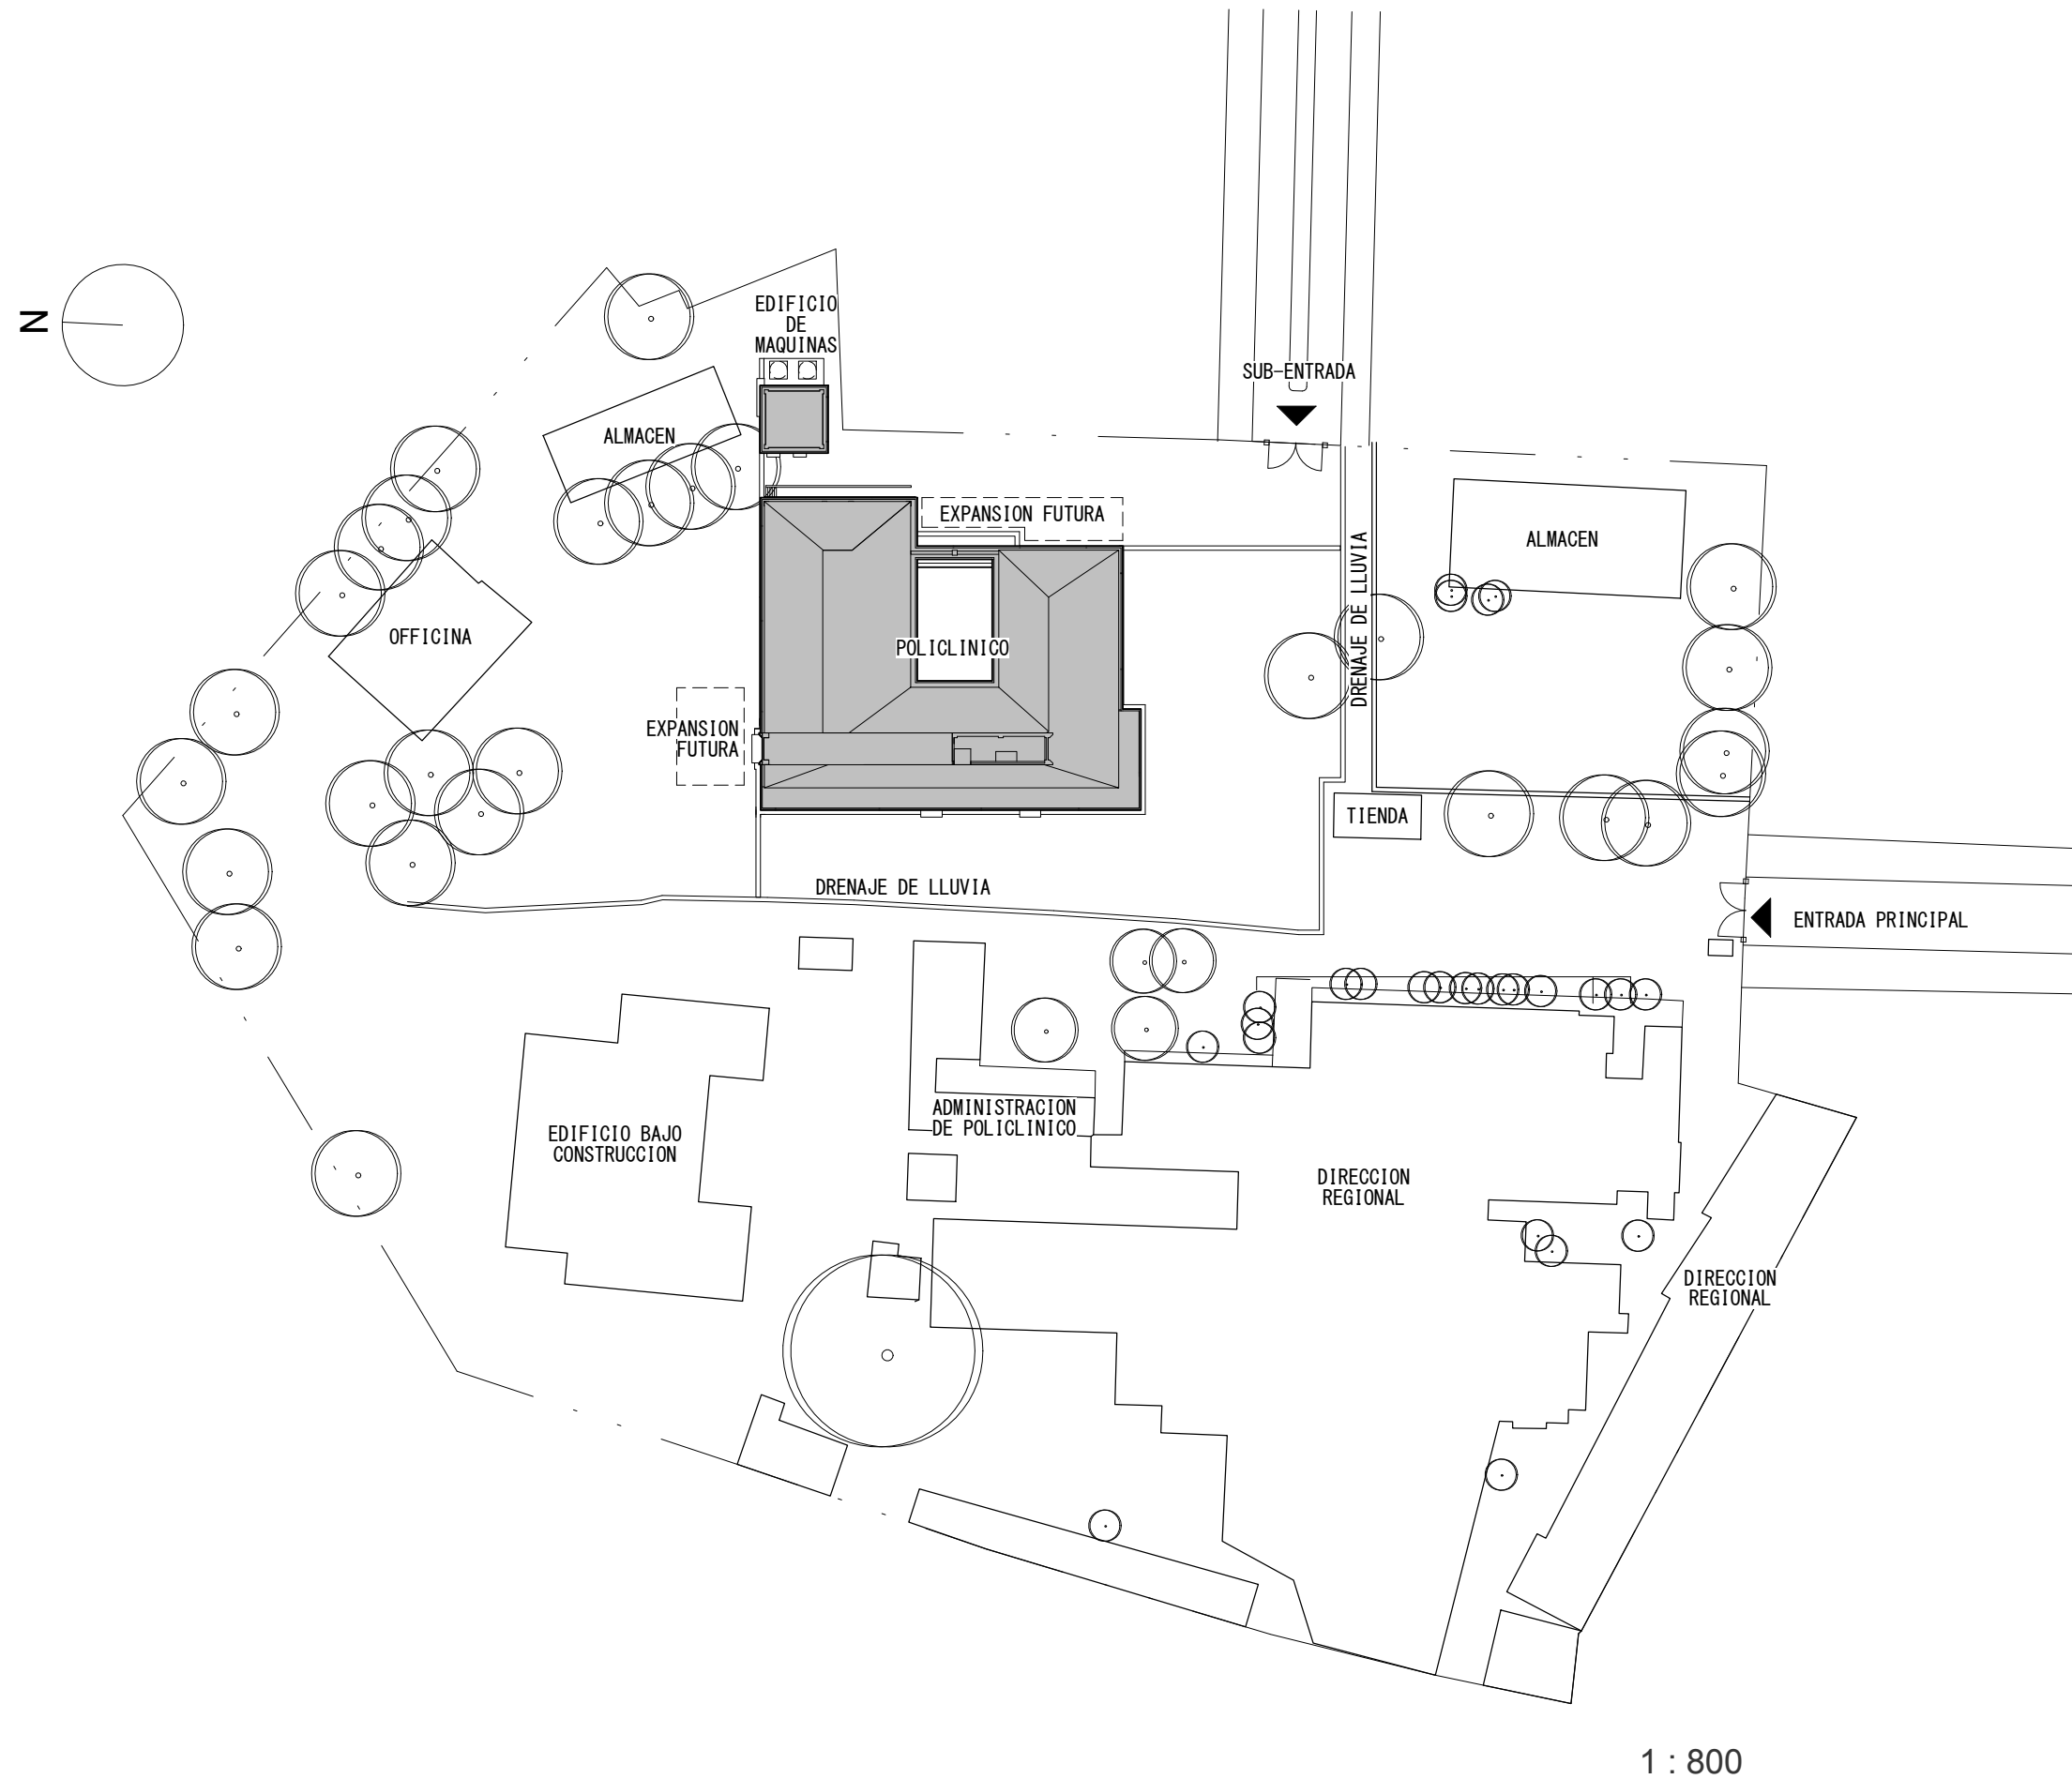 N
EDIFICIO
DE
MAQUINAS
SUB-ENTRADA
ALMACEN
EXPANSION FUTURA
ALMACEN
DRENAJE DE LLUVIA
OFFICINA
POLICLINICO
EXPANSION
FUTURA
TIENDA
DRENAJE DE LLUVIA
ENTRADA PRINCIPAL
ADMINISTRACION
DE POLICLINICO
EDIFICIO BAJO
CONSTRUCCION
DIRECCION
REGIONAL
DIRECCION
REGIONAL
1 : 800